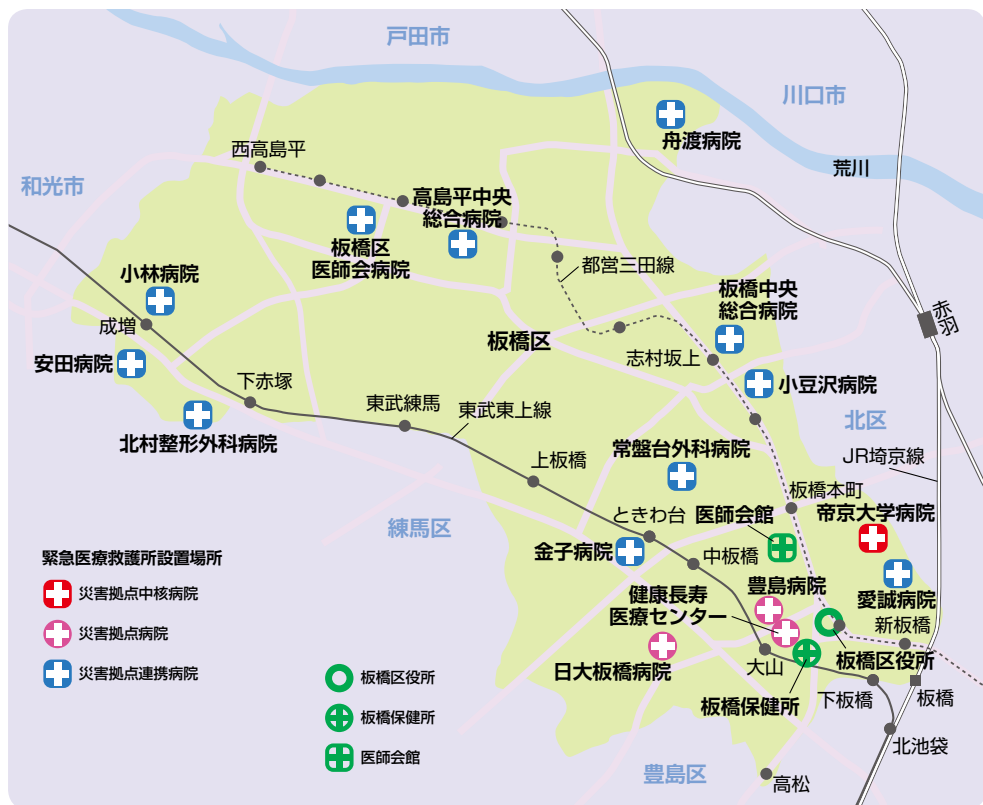 戸田市
川口市
舟渡病院
荒川
西高島平
和光市
高島平中央
総合病院
板橋区
医師会病院
都営三田線
小林病院
板橋中央
総合病院
成増
赤羽
板橋区
志村坂上
安田病院
下赤塚
小豆沢病院
東武練馬
東武東上線
北区
北村整形外科病院
常盤台外科病院
JR埼京線
上板橋
板橋本町
ときわ台
医師会館
帝京大学病院
練馬区
金子病院
中板橋
緊急医療救護所設置場所
災害拠点中核病院
災害拠点病院
災害拠点連携病院
豊島病院
健康長寿
医療センター
愛誠病院
新板橋
日大板橋病院
大山
板橋区役所
板橋保健所
下板橋
板橋
板橋区役所
板橋保健所
医師会館
北池袋
豊島区
高松